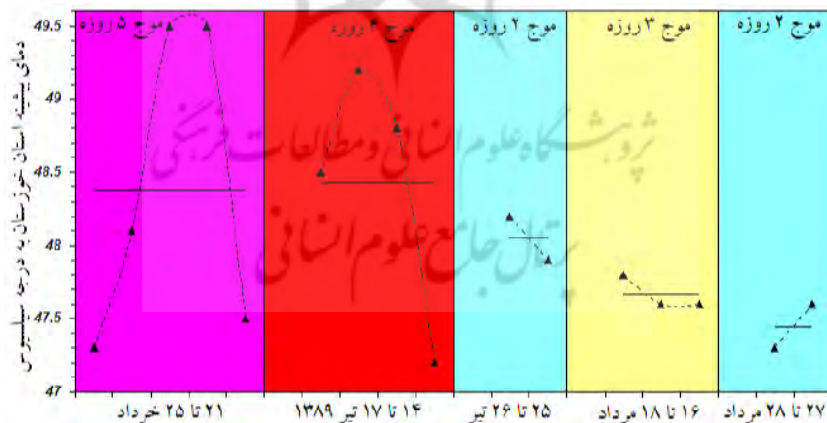 موج ۵ روزه
موج ۴ روزه
موج ۲ روزه
موج ۳ روزه
موج ۲ روزه
دمای بیشینه استان خوزستان به درجه سیلسیوس
49.5
49
48.5
48
47.5
47
پژوهشگاه علوم انسانی و مطالعات فرهنگی
پرتال جامع علوم انسانی
۲۱ تا ۲۵ خرداد
۱۴ تا ۱۷ تیر ۱۳۸۹
۲۵ تا ۲۶ تیر
۱۶ تا ۱۸ مرداد
۲۷ تا ۲۸ مرداد